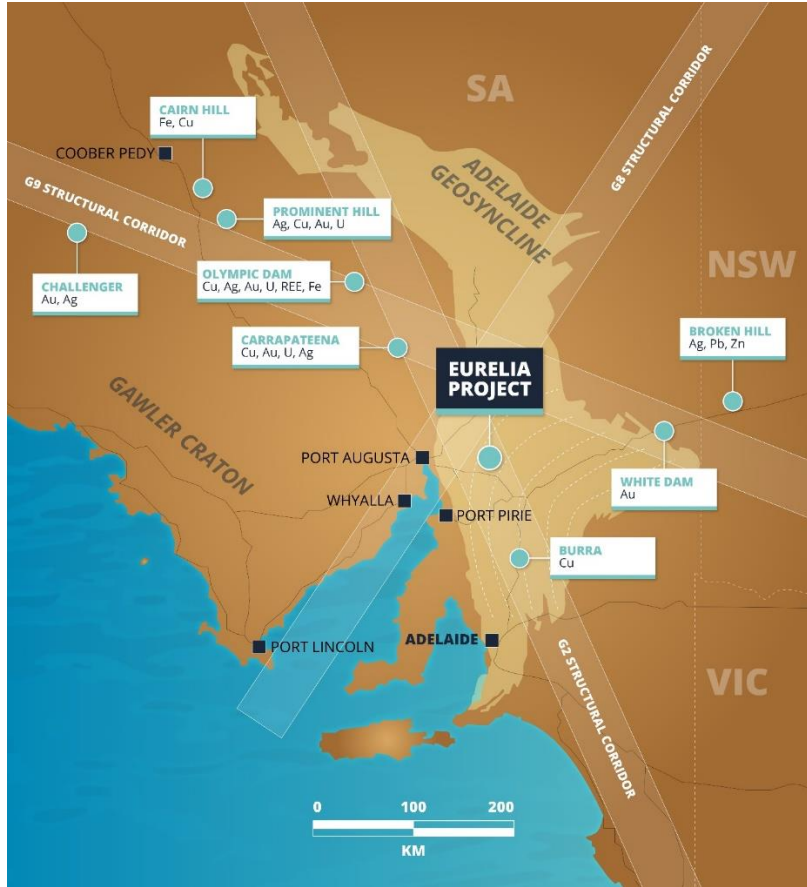 SA
CAIRN HILL
Fe, Cu
COOBER PEDY
G8 STRUCTURAL CORRIDOR
ADELAIDE
GEOSYNCLINE
G9 STRUCTURAL CORRIDOR
PROMINENT HILL
Ag, Cu, Au, U
NSW
CHALLENGER
Au, Ag
OLYMPIC DAM
Cu, Ag, Au, U, REE, Fe
CARRAPATEENA
Cu, Au, U, Ag
BROKEN HILL
Ag, Pb, Zn
EURELIA
PROJECT
GAWLER CRATON
PORT AUGUSTA
WHITE DAM
Au
WHYALLA
PORT PIRIE
BURRA
Cu
ADELAIDE
PORT LINCOLN
VIC
G2 STRUCTURAL CORRIDOR
0 100 200
KM